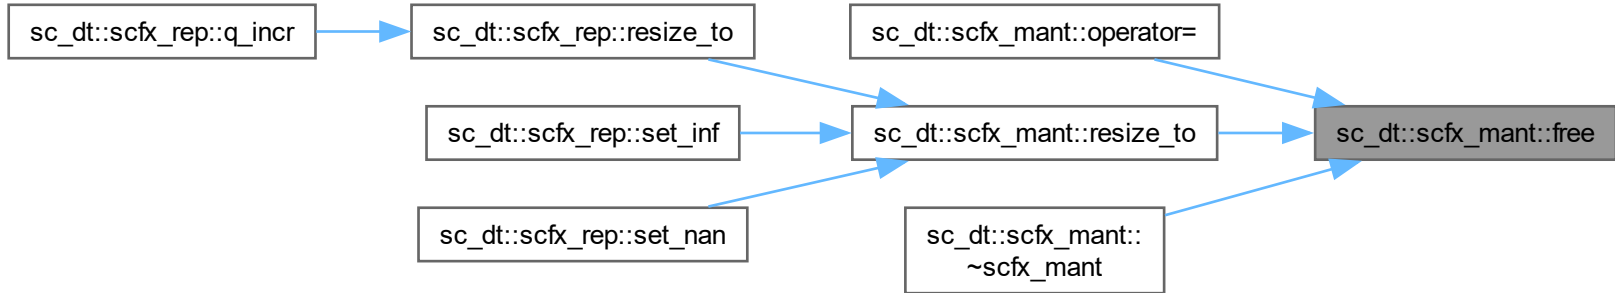 sc_dt::scfx_rep::q_incr
sc_dt::scfx_rep::resize_to
sc_dt::scfx_mant::operator=
sc_dt::scfx_rep::set_inf
sc_dt::scfx_mant::resize_to
sc_dt::scfx_mant::free
sc_dt::scfx_rep::set_nan
sc_dt::scfx_mant::
~scfx_mant